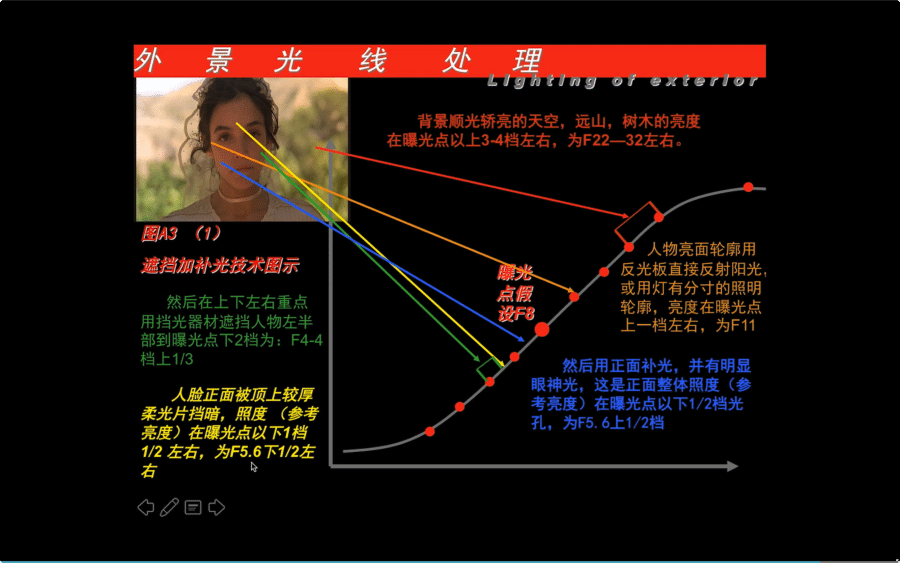 外景光线处理
Lighting of exterior
背景顺光轿亮的天空，远山，树木的亮度
在曝光点以上3-4档左右，为F22—32左右。
图A3 （1）
遮挡加补光技术图示
然后在上下左右重点
用挡光器材遮挡人物左半
部到曝光点下2档为：F4-4
档上1/3
人脸正面被顶上较厚
柔光片挡暗，照度 （参考
亮度）在曝光点以下1档
1/2 左右，为F5.6下1/2左
右
曝光
点假
设F8
人物亮面轮廓用
反光板直接反射阳光，
或用灯有分寸的照明
轮廓，亮度在曝光点
上一档左右，为F11
然后用正面补光，并有明显
眼神光，这是正面整体照度（参
考亮度）在曝光点以下1/2档光
孔，为F5.6上1/2档